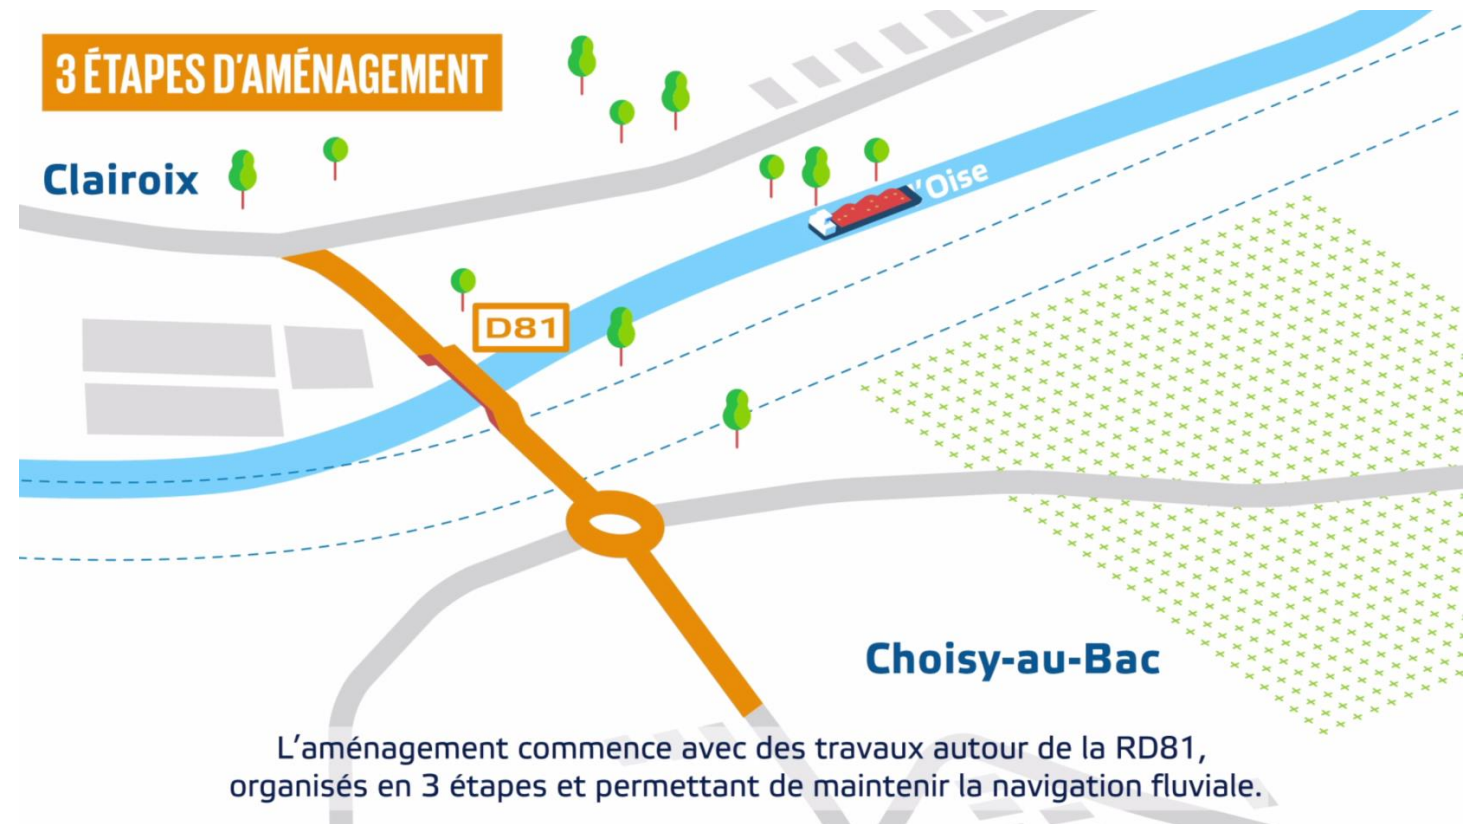 3 ÉTAPES D'AMÉNAGEMENT
Clairoix
l'Oise
D81
Choisy-au-Bac
L'aménagement commence avec des travaux autour de la RD81,
organisés en 3 étapes et permettant de maintenir la navigation fluviale.